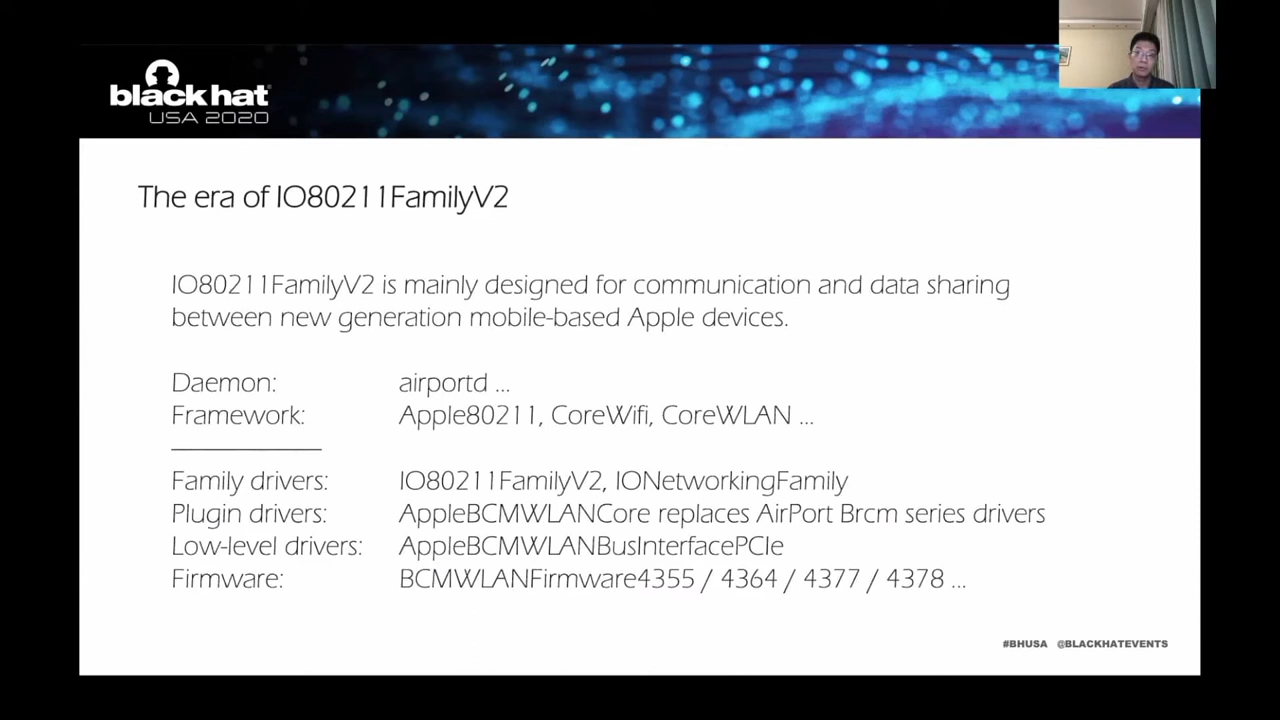 black hat
USA 2020
The era of IO80211FamilyV2
IO80211FamilyV2 is mainly designed for communication and data sharing
between new generation mobile-based Apple devices.
Daemon: airportd ...
Framework: Apple80211, CoreWifi, CoreWLAN ...
Family drivers: IO80211FamilyV2, IONetworkingFamily
Plugin drivers: AppleBCMWLANCore replaces AirPort Brcm series drivers
Low-level drivers: AppleBCMWLANBusInterfacePCIe
Firmware: BCMWLANFirmware4355 / 4364 / 4377 / 4378 ...
#BHUSA @BLACKHATEVENTS